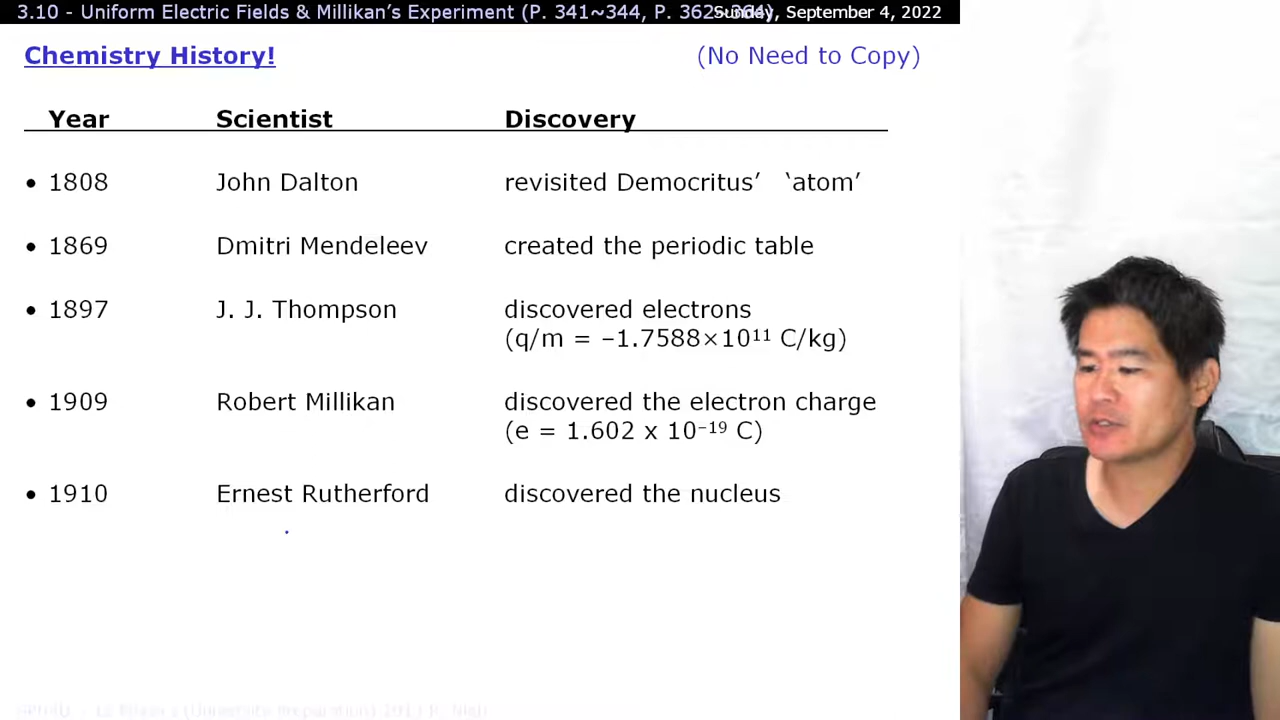 3.10 - Uniform Electric Fields & Millikan's Experiment (P. 341~344, P. 362~364) Sunday, September 4, 2022
Chemistry History! (No Need to Copy)
Year Scientist Discovery
• 1808 John Dalton revisited Democritus’ ‘atom’
• 1869 Dmitri Mendeleev created the periodic table
• 1897 J. J. Thompson discovered electrons
(q/m = –1.7588×10¹¹ C/kg)
• 1909 Robert Millikan discovered the electron charge
(e = 1.602 x 10⁻¹⁹ C)
• 1910 Ernest Rutherford discovered the nucleus